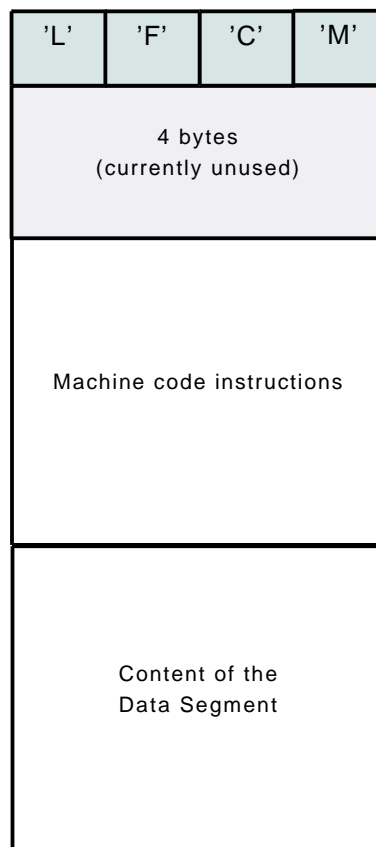 ’L’ ’F’ ’C’ ’M’
4 bytes
(currently unused)
Machine code instructions
Content of the
Data Segment